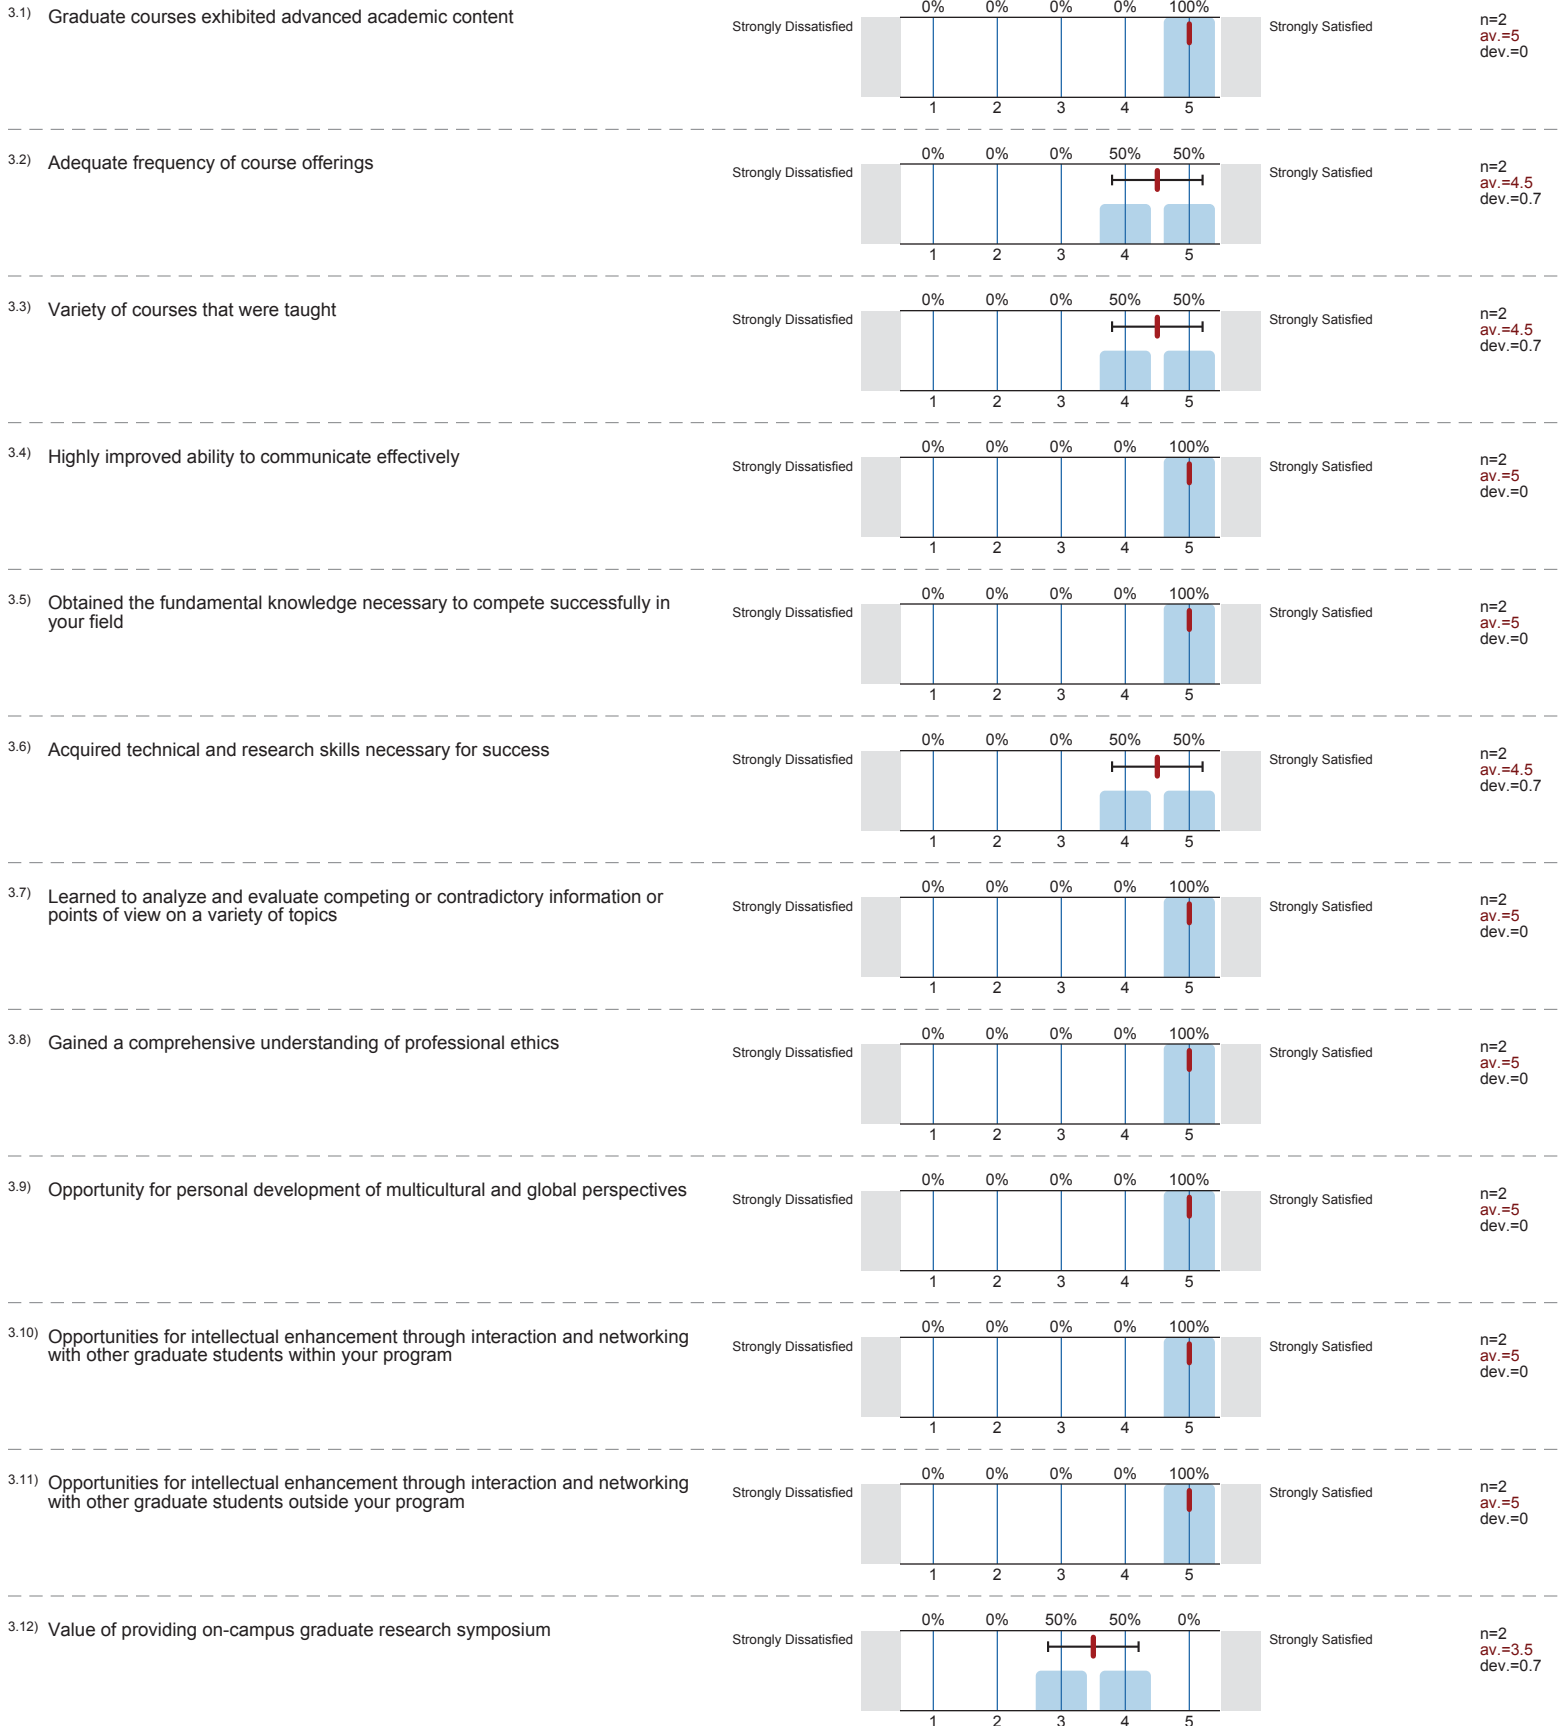 3.1) Graduate courses exhibited advanced academic content
Strongly Dissatisfied
0% 0% 0% 0% 100%
1 2 3 4 5
Strongly Satisfied
n=2
av.=5
dev.=0
3.2) Adequate frequency of course offerings
Strongly Dissatisfied
0% 0% 0% 50% 50%
1 2 3 4 5
Strongly Satisfied
n=2
av.=4.5
dev.=0.7
3.3) Variety of courses that were taught
Strongly Dissatisfied
0% 0% 0% 50% 50%
1 2 3 4 5
Strongly Satisfied
n=2
av.=4.5
dev.=0.7
3.4) Highly improved ability to communicate effectively
Strongly Dissatisfied
0% 0% 0% 0% 100%
1 2 3 4 5
Strongly Satisfied
n=2
av.=5
dev.=0
3.5) Obtained the fundamental knowledge necessary to compete successfully in
your field
Strongly Dissatisfied
0% 0% 0% 0% 100%
1 2 3 4 5
Strongly Satisfied
n=2
av.=5
dev.=0
3.6) Acquired technical and research skills necessary for success
Strongly Dissatisfied
0% 0% 0% 50% 50%
1 2 3 4 5
Strongly Satisfied
n=2
av.=4.5
dev.=0.7
3.7) Learned to analyze and evaluate competing or contradictory information or
points of view on a variety of topics
Strongly Dissatisfied
0% 0% 0% 0% 100%
1 2 3 4 5
Strongly Satisfied
n=2
av.=5
dev.=0
3.8) Gained a comprehensive understanding of professional ethics
Strongly Dissatisfied
0% 0% 0% 0% 100%
1 2 3 4 5
Strongly Satisfied
n=2
av.=5
dev.=0
3.9) Opportunity for personal development of multicultural and global perspectives
Strongly Dissatisfied
0% 0% 0% 0% 100%
1 2 3 4 5
Strongly Satisfied
n=2
av.=5
dev.=0
3.10) Opportunities for intellectual enhancement through interaction and networking
with other graduate students within your program
Strongly Dissatisfied
0% 0% 0% 0% 100%
1 2 3 4 5
Strongly Satisfied
n=2
av.=5
dev.=0
3.11) Opportunities for intellectual enhancement through interaction and networking
with other graduate students outside your program
Strongly Dissatisfied
0% 0% 0% 0% 100%
1 2 3 4 5
Strongly Satisfied
n=2
av.=5
dev.=0
3.12) Value of providing on-campus graduate research symposium
Strongly Dissatisfied
0% 0% 50% 50% 0%
1 2 3 4 5
Strongly Satisfied
n=2
av.=3.5
dev.=0.7